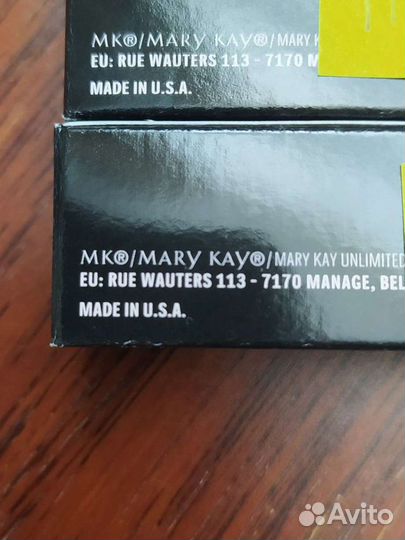 MK®/MARY KAY®/MARY K
EU: RUE WAUTERS 113 - 7170 M
MADE IN U.S.A.
MK®/MARY KAY®/MARY KAY UNLIMITED
EU: RUE WAUTERS 113 - 7170 MANAGE, BEL
MADE IN U.S.A.
Avito